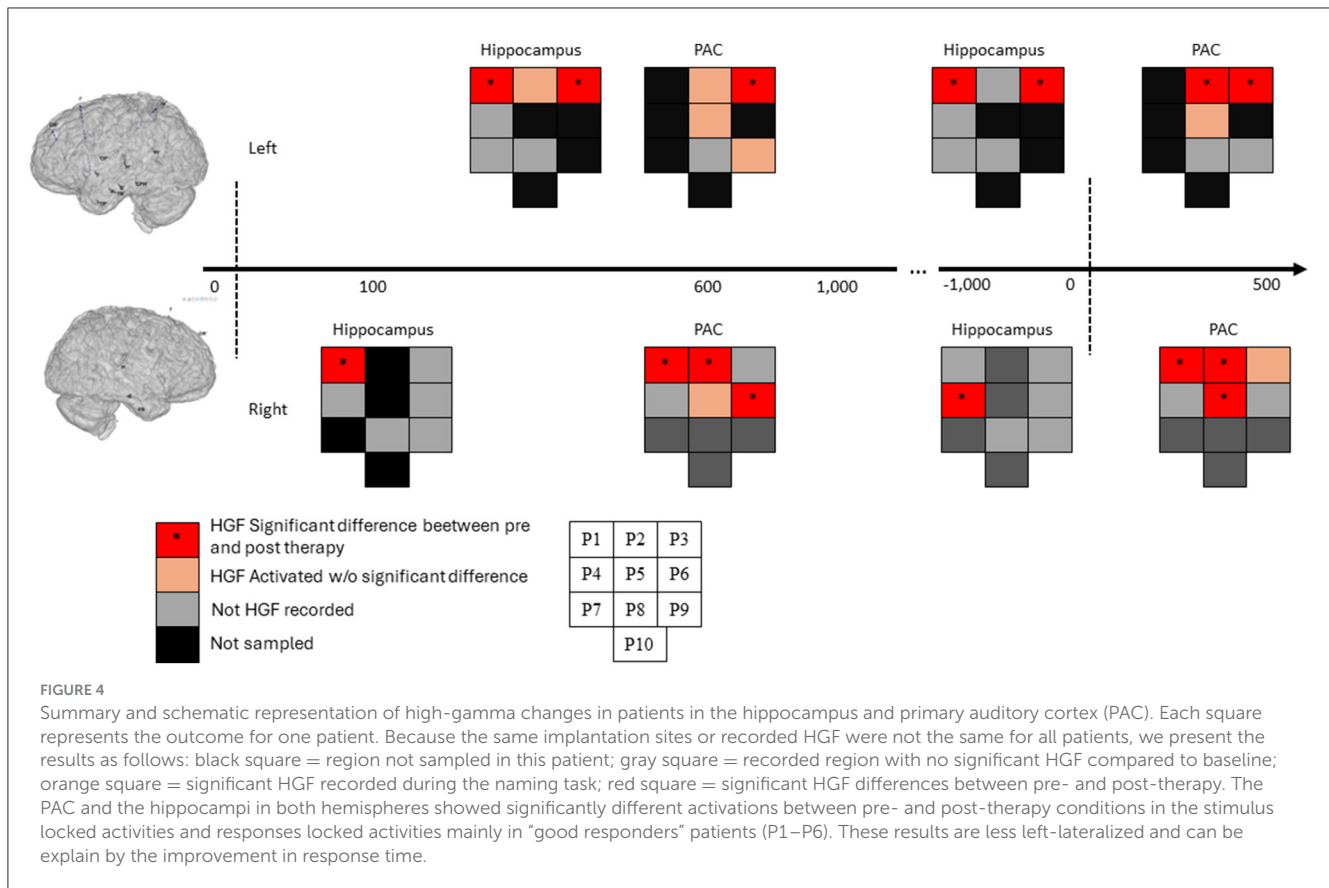 Hippocampus PAC Hippocampus PAC
* * * * * * *
Left
0 100 600 1,000 ... -1,000 0 500
Hippocampus PAC Hippocampus PAC
* * * * *
* * *
Right
* HGF Significant difference beetween pre
and post therapy
HGF Activated w/o significant difference
Not HGF recorded
Not sampled
P1 P2 P3
P4 P5 P6
P7 P8 P9
P10
FIGURE 4
Summary and schematic representation of high-gamma changes in patients in the hippocampus and primary auditory cortex (PAC). Each square
represents the outcome for one patient. Because the same implantation sites or recorded HGF were not the same for all patients, we present the
results as follows: black square = region not sampled in this patient; gray square = recorded region with no significant HGF compared to baseline;
orange square = significant HGF recorded during the naming task; red square = significant HGF differences between pre- and post-therapy. The
PAC and the hippocampi in both hemispheres showed significantly different activations between pre- and post-therapy conditions in the stimulus
locked activities and responses locked activities mainly in "good responders" patients (P1–P6). These results are less left-lateralized and can be
explain by the improvement in response time.